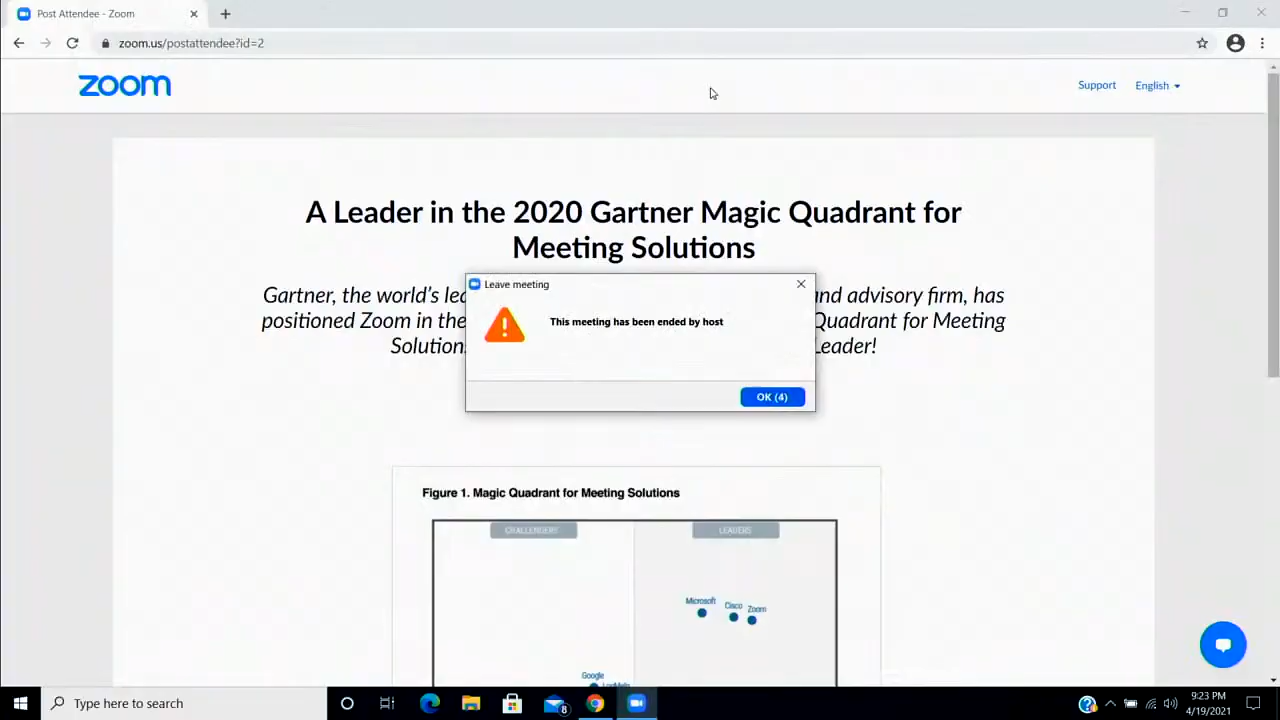 Post Attendee - Zoom
zoom.us/postattendee?id=2
zoom
Support
English
A Leader in the 2020 Gartner Magic Quadrant for
Meeting Solutions
Gartner, the world's lea
nd advisory firm, has
positioned Zoom in the
Quadrant for Meeting
Solution
Leader!
Leave meeting
This meeting has been ended by host
OK (4)
Figure 1. Magic Quadrant for Meeting Solutions
CHALLENGERS
LEADERS
Microsoft
Cisco
Zoom
Google
LogMeIn
Type here to search
8
9:23 PM
4/19/2021